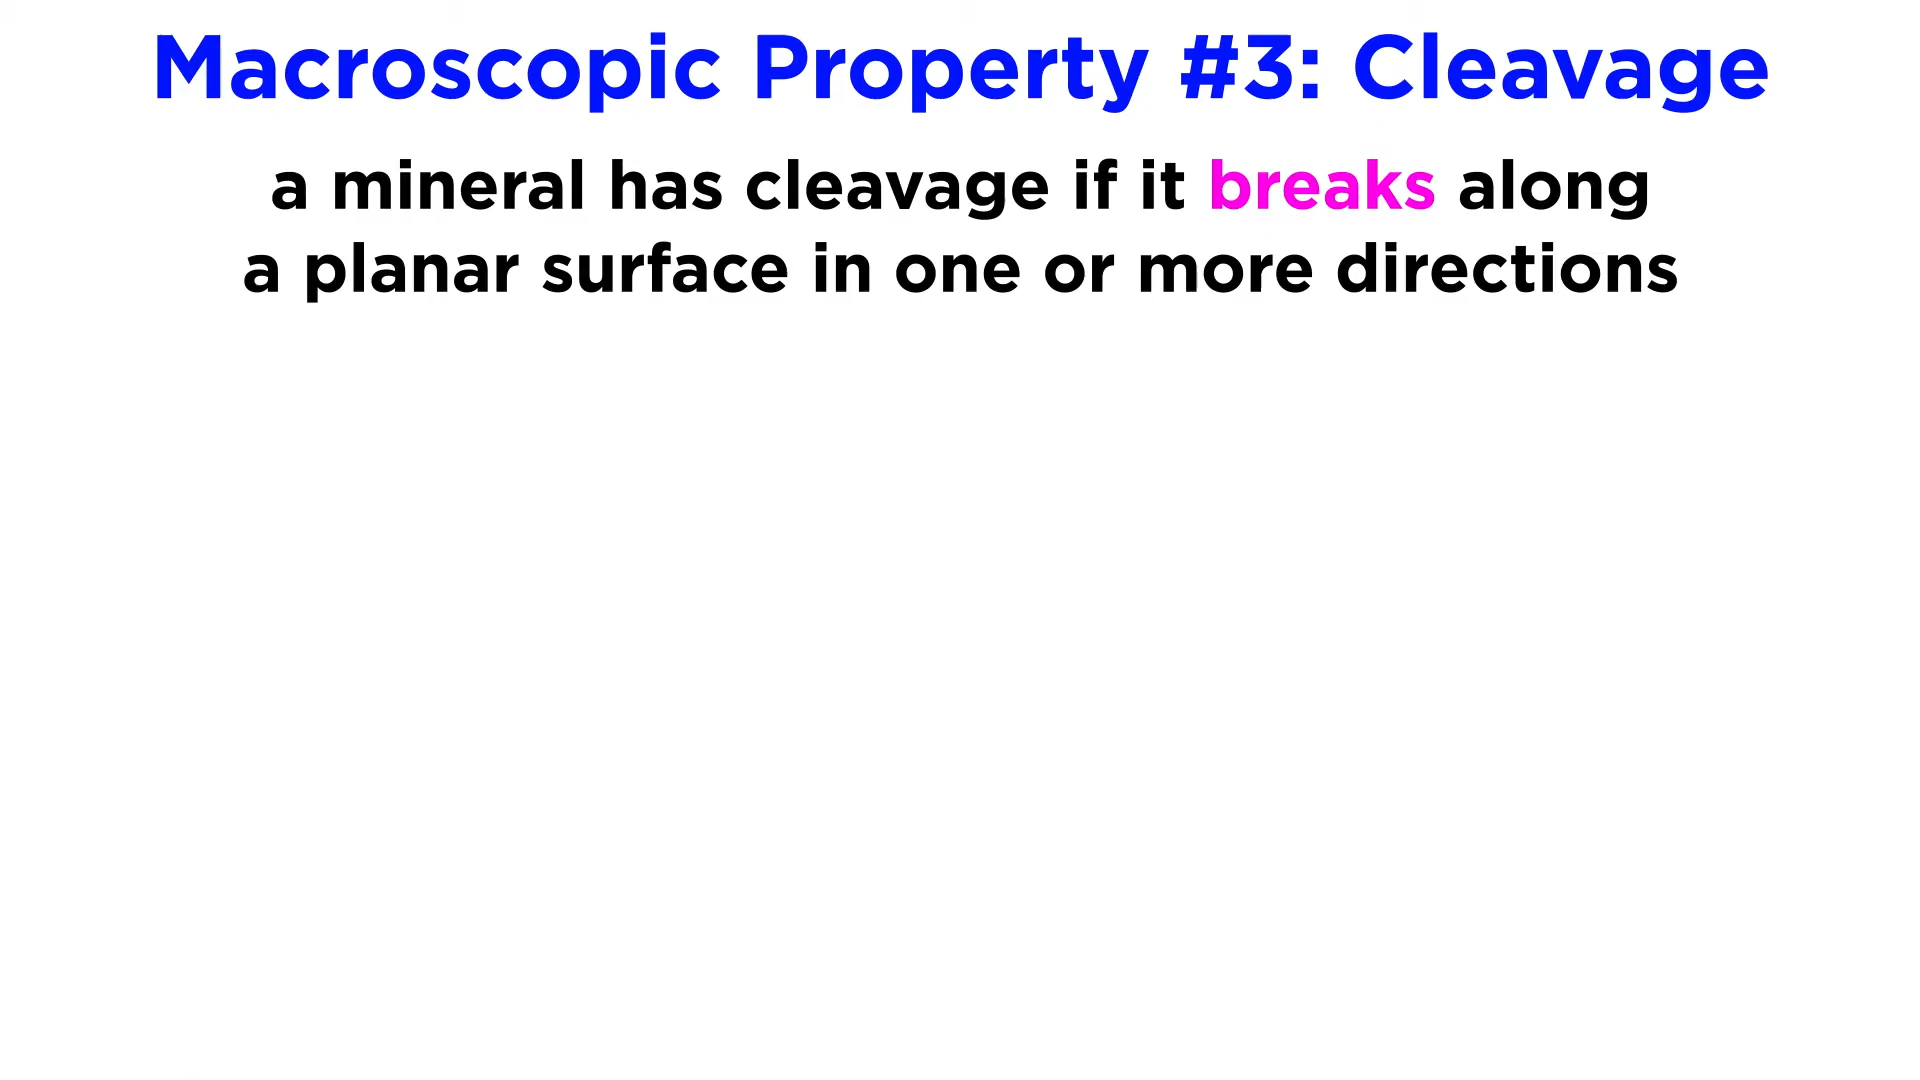 Macroscopic Property #3: Cleavage
a mineral has cleavage if it breaks along
a planar surface in one or more directions